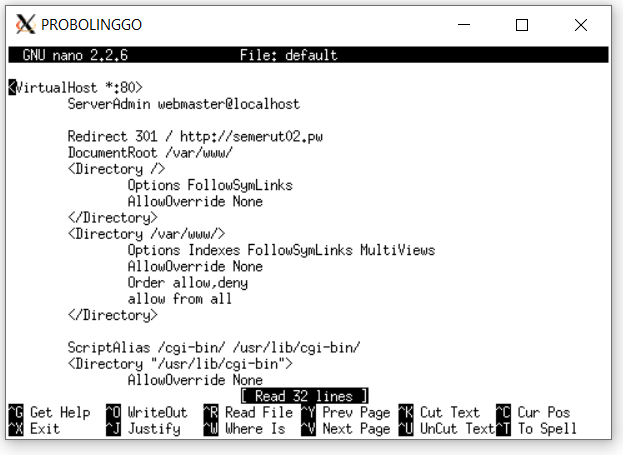 PROBOLINGGO
GNU nano 2.2.6 File: default
<VirtualHost *:80>
ServerAdmin webmaster@localhost
Redirect 301 / http://semerut02.pw
DocumentRoot /var/www/
<Directory />
Options FollowSymLinks
AllowOverride None
</Directory>
<Directory /var/www/>
Options Indexes FollowSymLinks MultiViews
AllowOverride None
Order allow,deny
allow from all
</Directory>
ScriptAlias /cgi-bin/ /usr/lib/cgi-bin/
<Directory "/usr/lib/cgi-bin">
AllowOverride None
[ Read 32 lines ]
^G Get Help ^O WriteOut ^R Read File ^Y Prev Page ^K Cut Text ^C Cur Pos
^X Exit ^J Justify ^W Where Is ^V Next Page ^U UnCut Text ^T To Spell